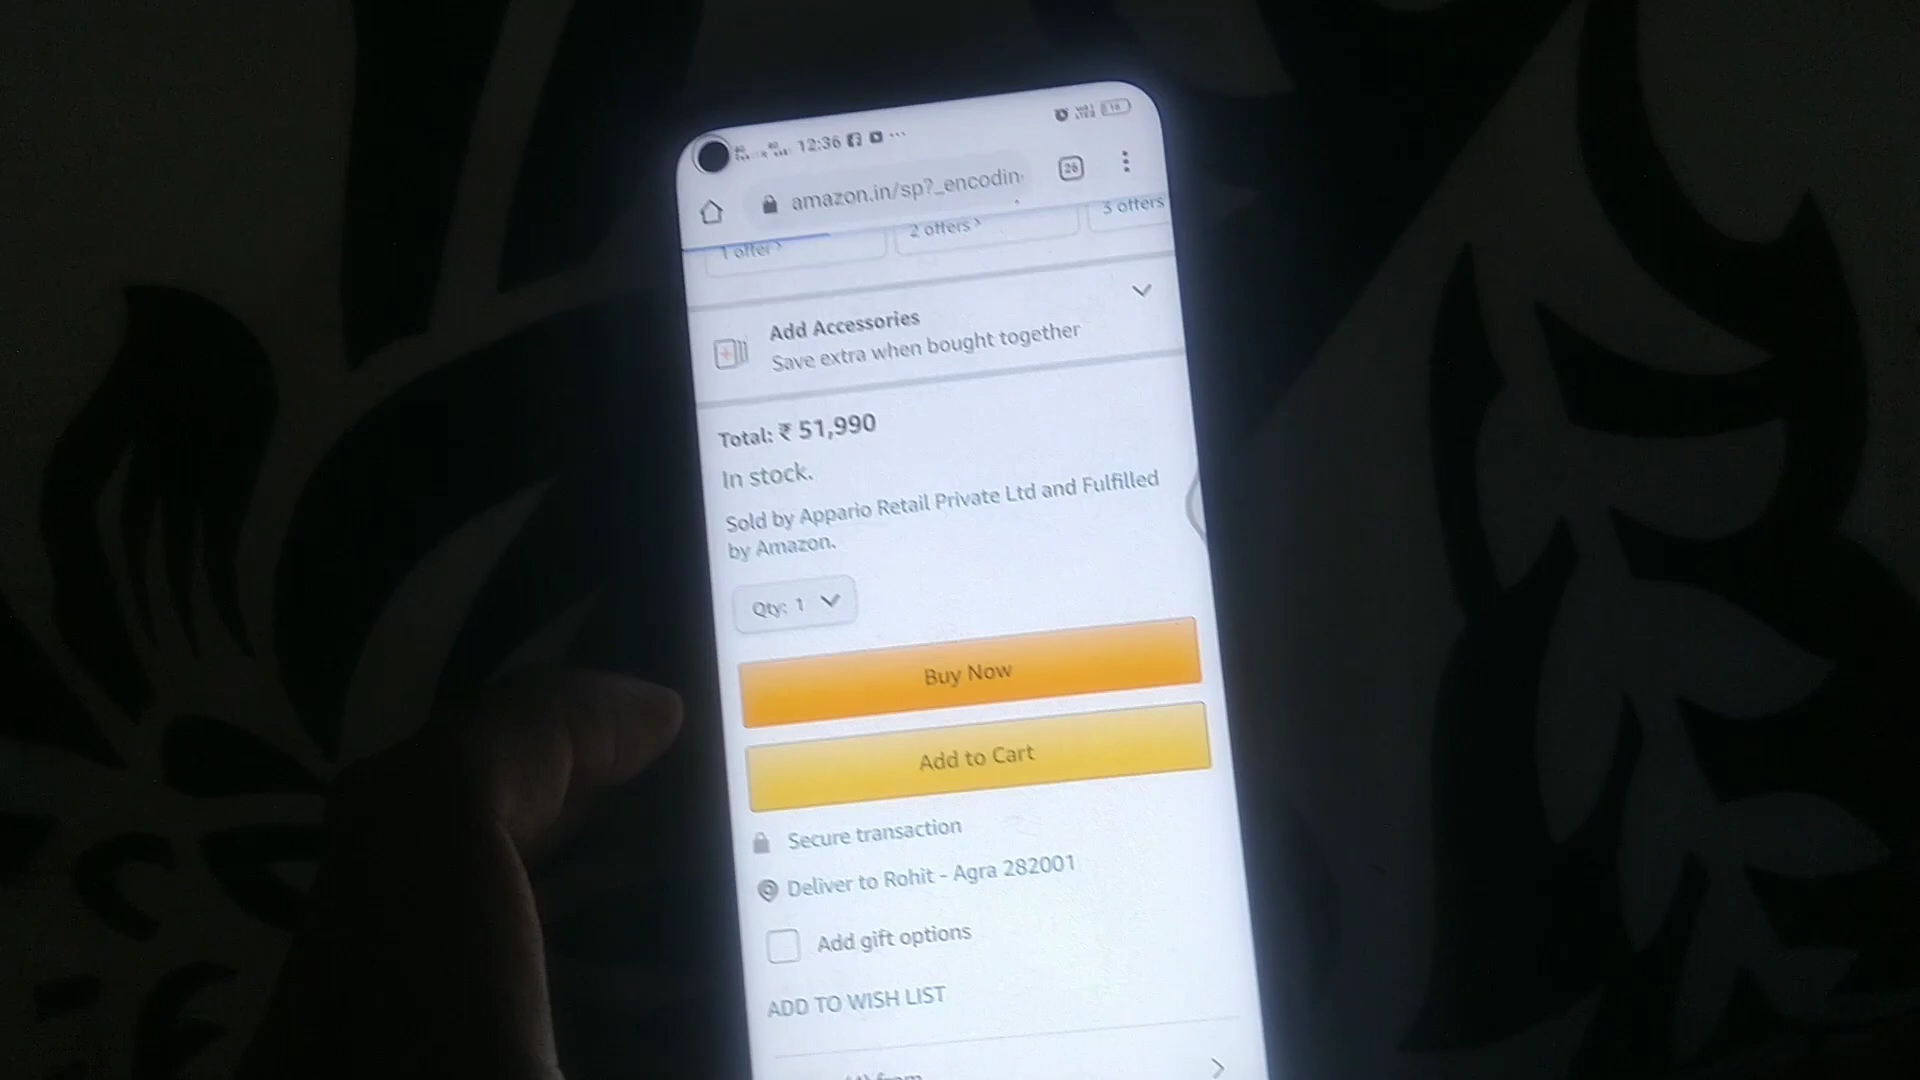 12:36
amazon.in/sp?_encodin
26
1 offer ›
2 offers ›
3 offers
Add Accessories
Save extra when bought together
Total: ₹ 51,990
In stock.
Sold by Appario Retail Private Ltd and Fulfilled
by Amazon.
Qty: 1
Buy Now
Add to Cart
Secure transaction
Deliver to Rohit - Agra 282001
Add gift options
ADD TO WISH LIST
from